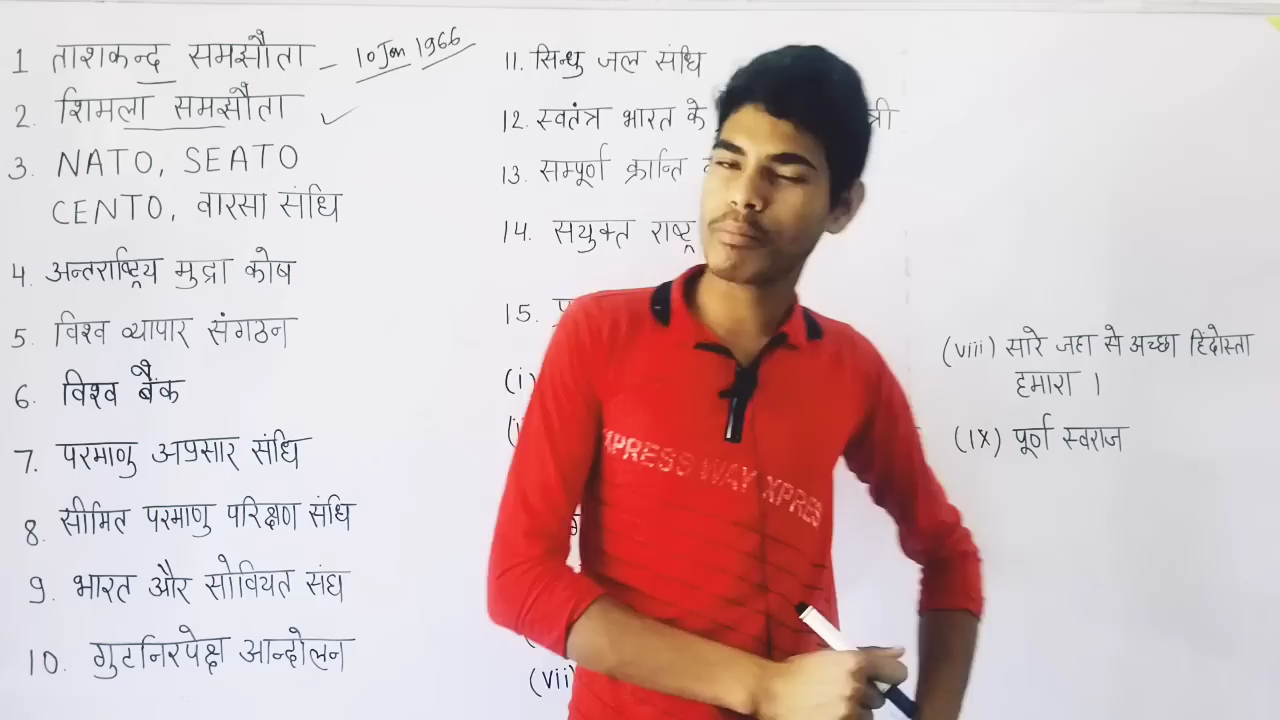 1 ताशकन्द समझौता – 10 Jan 1966
2. शिमला समझौता ✓
3. NATO, SEATO
CENTO, वारसा संधि
4. अन्तराष्ट्रिय मुद्रा कोष
5. विश्व व्यापार संगठन
6. विश्व बैंक
7. परमाणु अप्रसार संधि
8. सीमित परमाणु परिक्षण संधि
9. भारत और सोवियत संघ
10. गुटनिरपेक्ष आन्दोलन
11. सिन्धु जल संधि
12. स्वतंत्र भारत के
13. सम्पूर्ण क्रान्ति
14. सयुक्त राष्ट्र
15.
(i)
(vii)
(viii) सारे जहा से अच्छा हिंदोस्ता
हमारा ।
(ix) पूर्ण स्वराज
XPRESS WAY XPRES